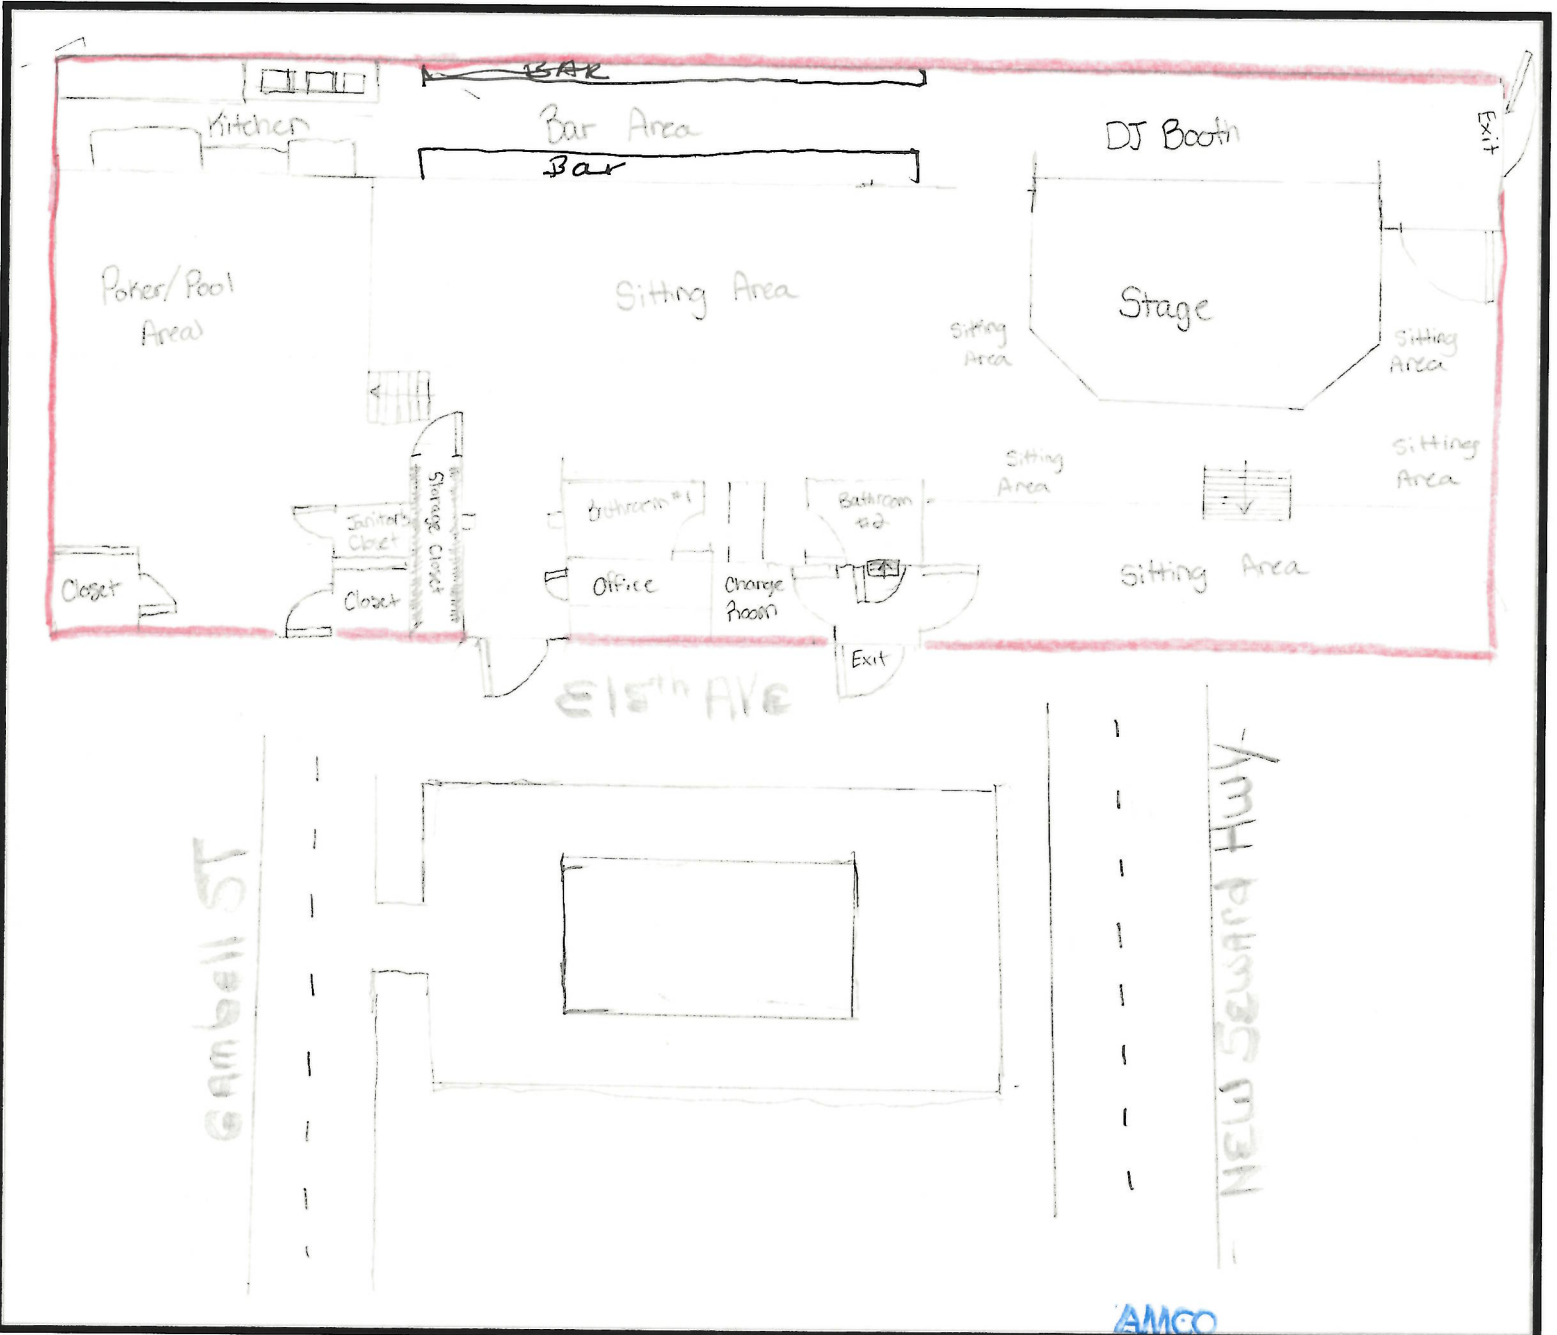 BAR
Kitchen
Bar Area
DJ Booth
Exit
Bar
Poker/Pool
Area
Sitting Area
Stage
Sitting
Area
Sitting
Area
Sitting
Area
Sittings
Area
Storage Closet
Bathroom #1
Bathroom
#2
Janitor's
Closet
Closet
Closet
Office
Change
Room
Sitting Area
Exit
E 15th AVE
Gambell ST
NEW SEWARD HWY
AMCO